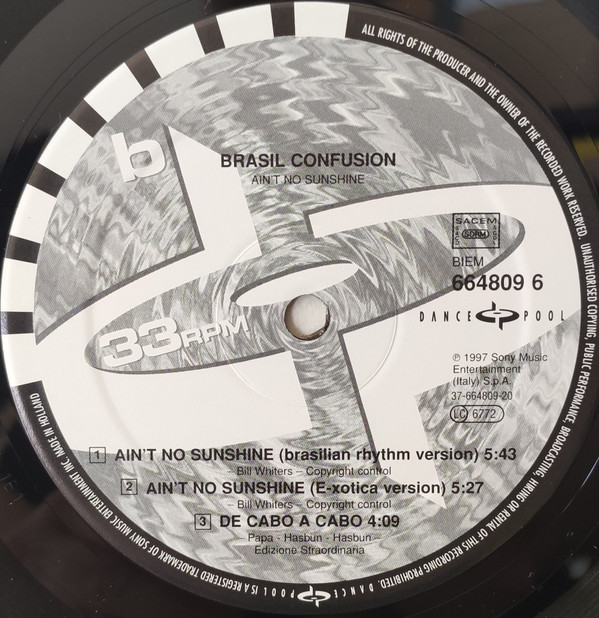 b
BRASIL CONFUSION
AIN'T NO SUNSHINE
SACEM
SACD
SDRM
SGDL
BIEM
664809 6
DANCE POOL
33RPM
℗ 1997 Sony Music
Entertainment
(Italy) S.p.A.
37-664809-20
LC 6772
1 AIN'T NO SUNSHINE (brasilian rhythm version) 5:43
– Bill Whiters – Copyright control
2 AIN'T NO SUNSHINE (E-xotica version) 5:27
– Bill Whiters – Copyright control
3 DE CABO A CABO 4:09
Papa - Hasbun - Hasbun –
Edizione Straordinaria
ALL RIGHTS OF THE PRODUCER AND THE OWNER OF THE RECORDED WORK RESERVED. UNAUTHORISED COPYING, PUBLIC PERFORMANCE, BROADCASTING, HIRING OR RENTAL OF THIS RECORDING PROHIBITED. DANCE POOL IS A REGISTERED TRADEMARK OF SONY MUSIC ENTERTAINMENT INC. MADE IN HOLLAND